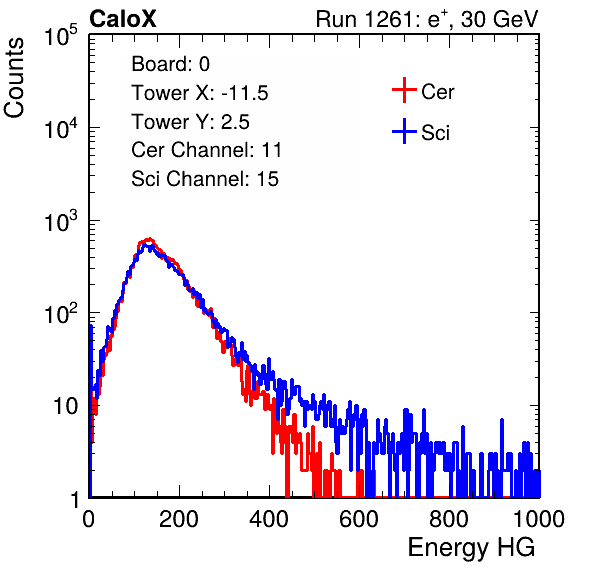 CaloX Run 1261: e⁺, 30 GeV
Counts
10⁵
10⁴
10³
10²
10
1
Board: 0
Tower X: -11.5
Tower Y: 2.5
Cer Channel: 11
Sci Channel: 15
Cer
Sci
0 200 400 600 800 1000
Energy HG